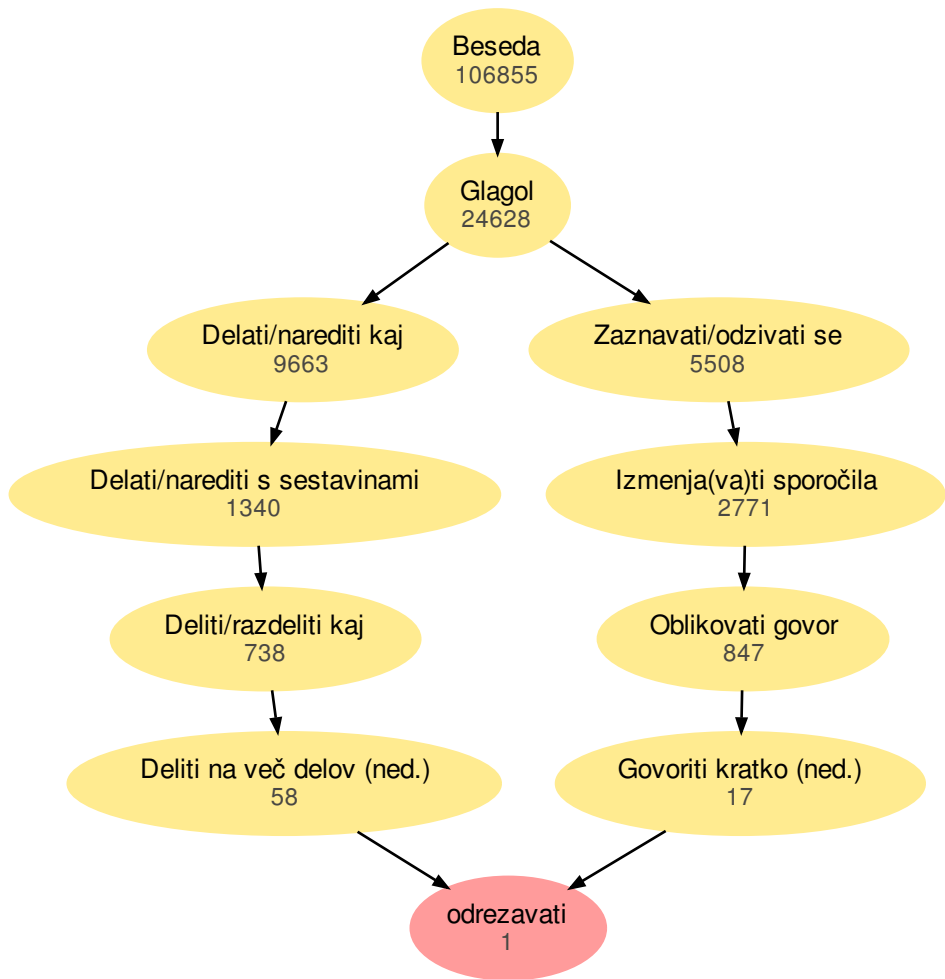 Beseda
106855
Glagol
24628
Delati/narediti kaj
9663
Zaznavati/odzivati se
5508
Delati/narediti s sestavinami
1340
Izmenja(va)ti sporočila
2771
Deliti/razdeliti kaj
738
Oblikovati govor
847
Deliti na več delov (ned.)
58
Govoriti kratko (ned.)
17
odrezavati
1